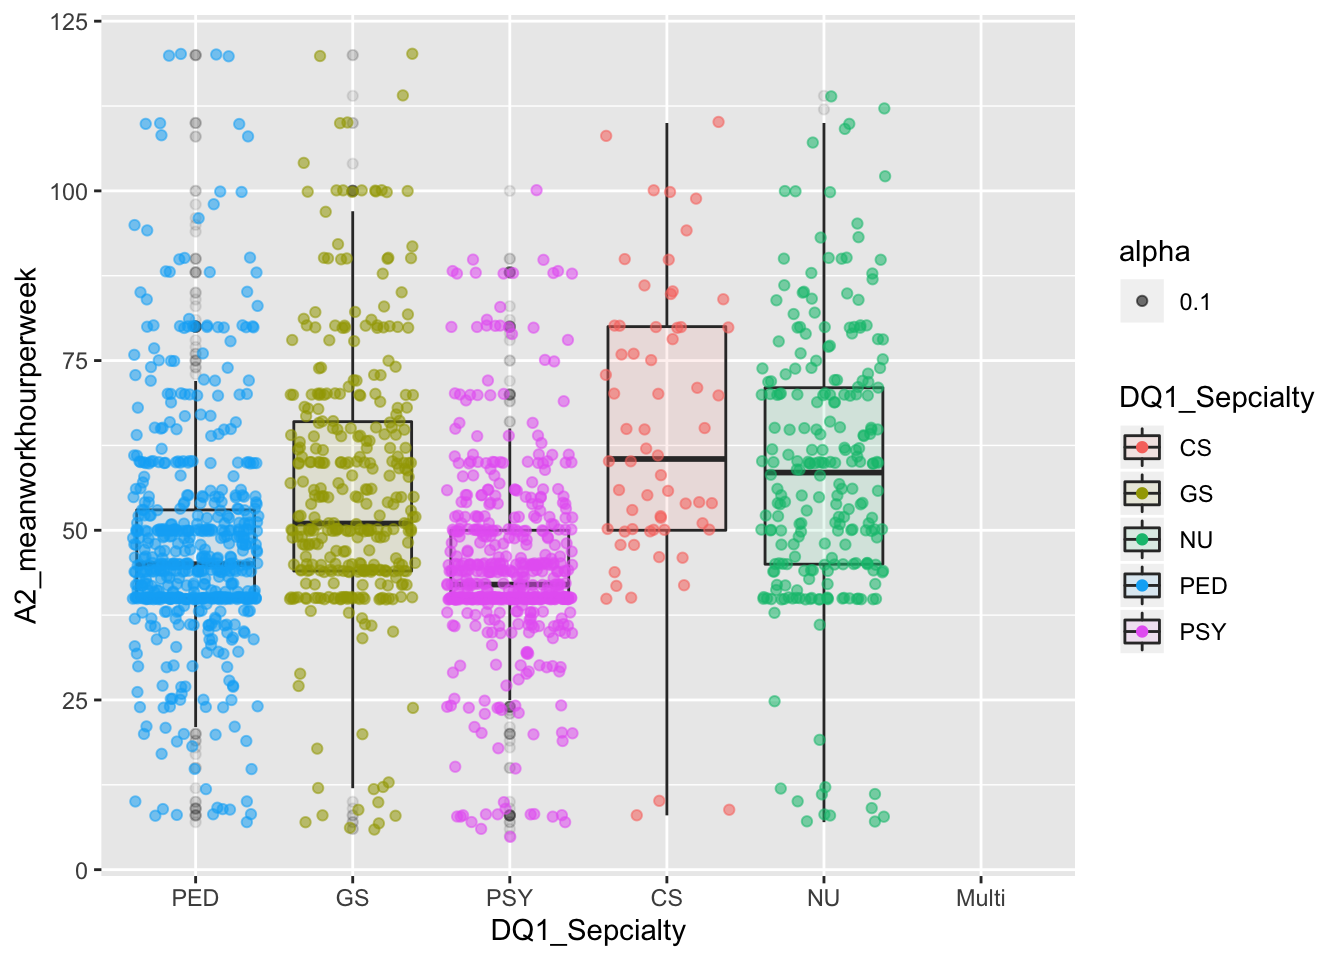 125
100
75
50
25
0
A2_meanworkhourperweek
PED GS PSY CS NU Multi
DQ1_Sepcialty
alpha
0.1
DQ1_Sepcialty
CS
GS
NU
PED
PSY